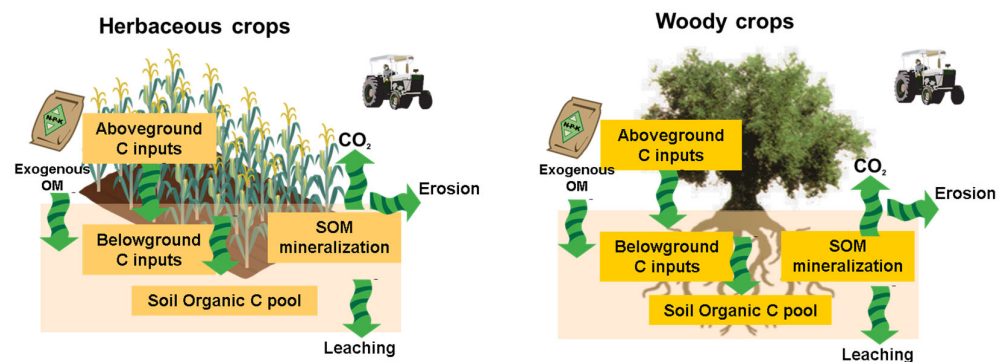 Herbaceous crops
N-P-K
Aboveground
C inputs
Exogenous
OM
CO₂
Erosion
Belowground
C inputs
SOM
mineralization
Soil Organic C pool
Leaching
Woody crops
N-P-K
Aboveground
C inputs
Exogenous
OM
CO₂
Erosion
Belowground
C inputs
SOM
mineralization
Soil Organic C pool
Leaching